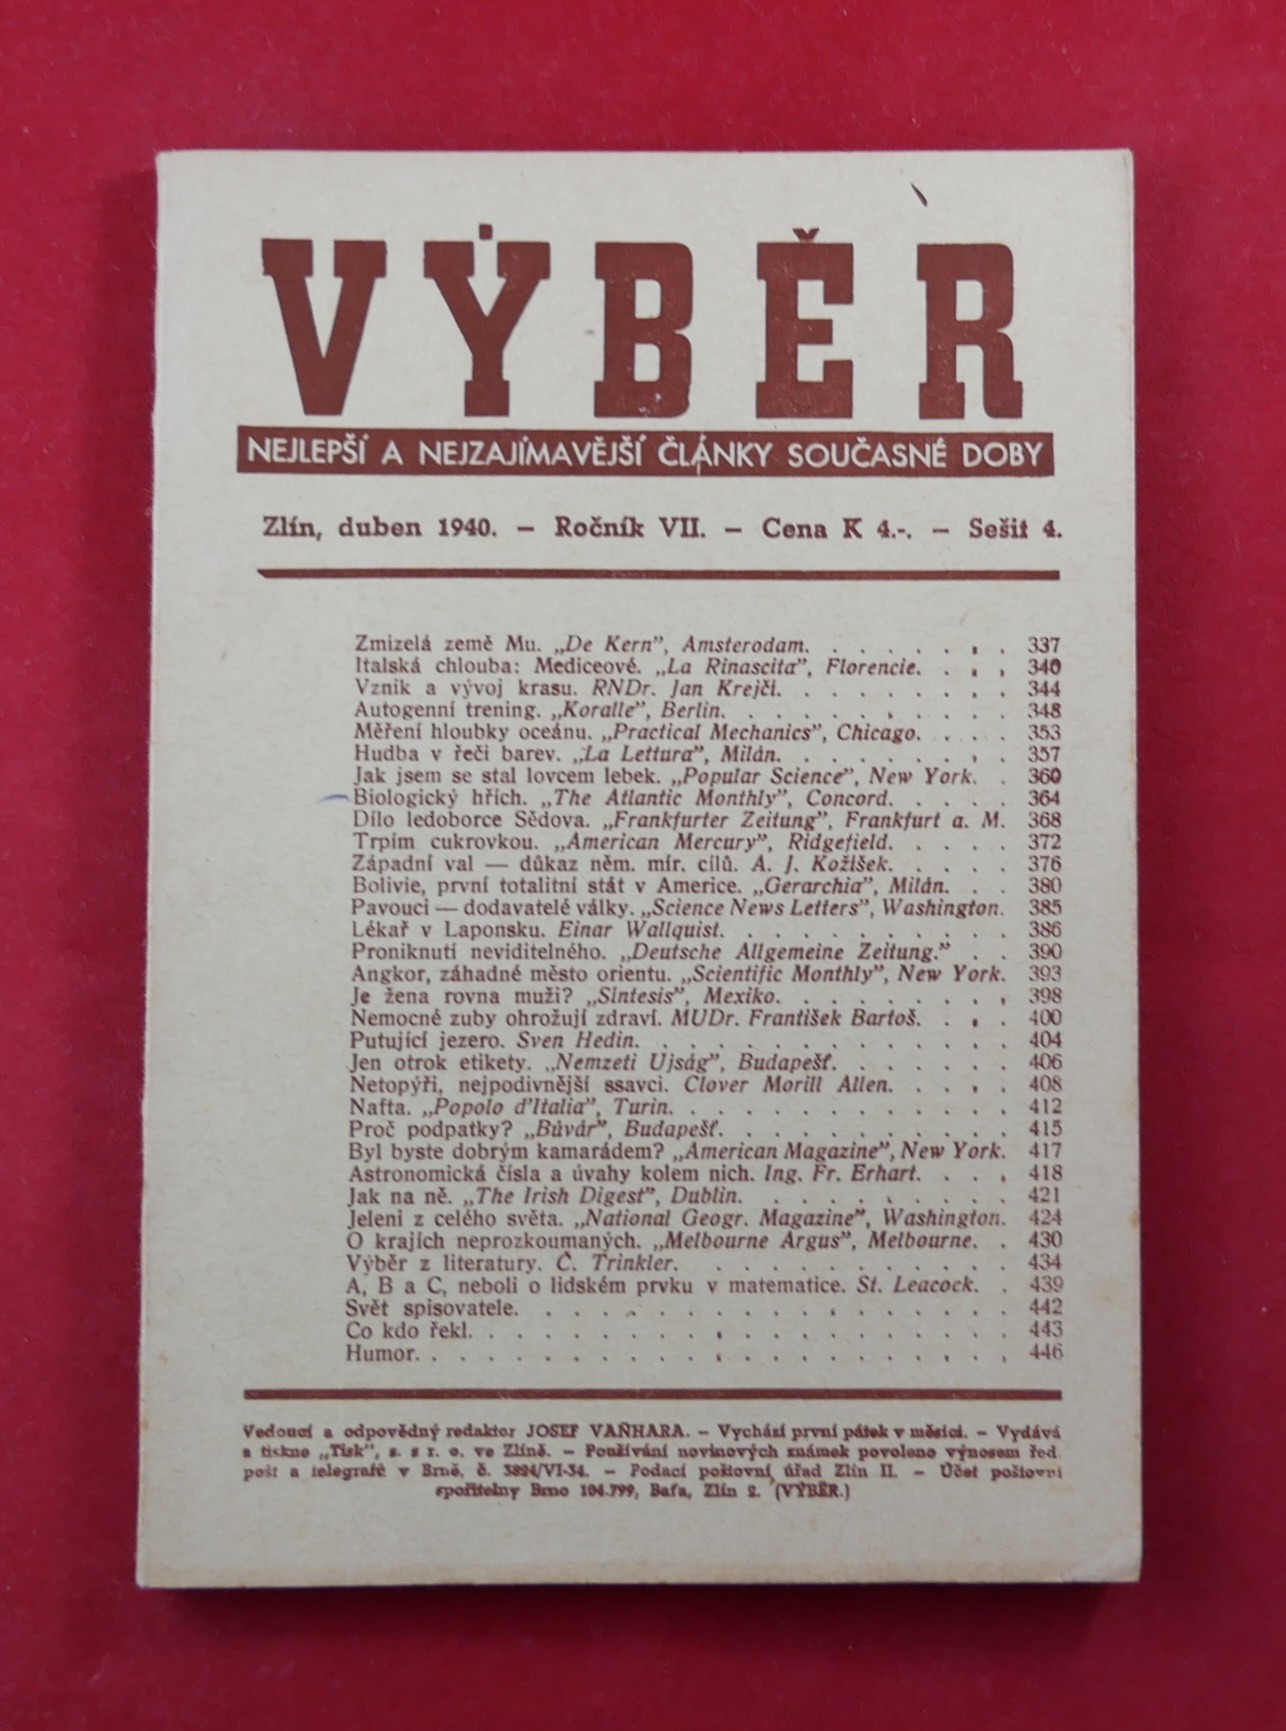 VÝBĚR
NEJLEPŠÍ A NEJZAJÍMAVĚJŠÍ ČLÁNKY SOUČASNÉ DOBY
Zlín, duben 1940. – Ročník VII. – Cena K 4.-. – Sešit 4.
Zmizelá země Mu. „De Kern”, Amsterodam. . . . . . . . 337
Italská chlouba: Mediceové. „La Rinascita”, Florencie. . . . 340
Vznik a vývoj krasu. RNDr. Jan Krejčí. . . . . . . . . 344
Autogenní trening. „Koralle”, Berlin. . . . . . . . . . 348
Měření hloubky oceánu. „Practical Mechanics”, Chicago. . . . 353
Hudba v řeči barev. „La Lettura”, Milán. . . . . . . . . 357
Jak jsem se stal lovcem lebek. „Popular Science”, New York. . 360
Biologický hřích. „The Atlantic Monthly”, Concord. . . . . 364
Dílo ledoborce Sědova. „Frankfurter Zeitung”, Frankfurt a. M. 368
Trpím cukrovkou. „American Mercury”, Ridgefield. . . . . 372
Západní val — důkaz něm. mír. cílů. A. J. Kožíšek. . . . . 376
Bolivie, první totalitní stát v Americe. „Gerarchia”, Milán. . . 380
Pavouci — dodavatelé války. „Science News Letters”, Washington. 385
Lékař v Laponsku. Einar Wallquist. . . . . . . . . . . 386
Proniknutí neviditelného. „Deutsche Allgemeine Zeitung.” . . 390
Angkor, záhadné město orientu. „Scientific Monthly”, New York. 393
Je žena rovna muži? „Síntesis”, Mexiko. . . . . . . . . 398
Nemocné zuby ohrožují zdraví. MUDr. František Bartoš. . . . 400
Putující jezero. Sven Hedin. . . . . . . . . . . . . . 404
Jen otrok etikety. „Nemzeti Ujság”, Budapešť. . . . . . . 406
Netopýři, nejpodivnější ssavci. Clover Morill Allen. . . . . 408
Nafta. „Popolo d’Italia”, Turin. . . . . . . . . . . . . 412
Proč podpatky? „Búvár”, Budapešť. . . . . . . . . . . 415
Byl byste dobrým kamarádem? „American Magazine”, New York. 417
Astronomická čísla a úvahy kolem nich. Ing. Fr. Erhart. . . . 418
Jak na ně. „The Irish Digest”, Dublin. . . . . . . . . . 421
Jeleni z celého světa. „National Geogr. Magazine”, Washington. 424
O krajích neprozkoumaných. „Melbourne Argus”, Melbourne. . 430
Výběr z literatury. Č. Trinkler. . . . . . . . . . . . 434
A, B a C, neboli o lidském prvku v matematice. St. Leacock. . 439
Svět spisovatele. . . . . . . . . . . . . . . . . . . 442
Co kdo řekl. . . . . . . . . . . . . . . . . . . . . 443
Humor. . . . . . . . . . . . . . . . . . . . . . . 446
Vedoucí a odpovědný redaktor JOSEF VAŇHARA. – Vychází první pátek v měsíci. – Vydává
a tiskne „Tisk”, s. s r. o. ve Zlíně. – Používání novinových známek povoleno výnosem řed.
pošt a telegrafů v Brně, č. 3894/VI-34. – Podací poštovní úřad Zlín II. – Účet poštovní
spořitelny Brno 104.799, Baťa, Zlín 2. (VÝBĚR.)